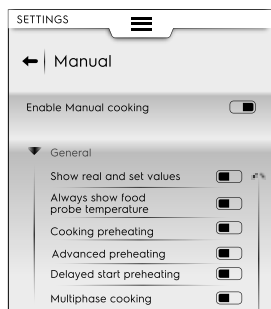 SETTINGS
Manual
Enable Manual cooking
General
Show real and set values
Always show food
probe temperature
Cooking preheating
Advanced preheating
Delayed start preheating
Multiphase cooking